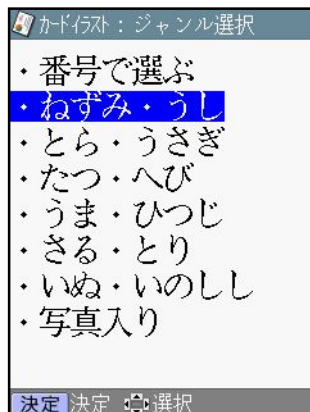 カードイラスト：ジャンル選択
・番号で選ぶ
・ねずみ・うし
・とら・うさぎ
・たつ・へび
・うま・ひつじ
・さる・とり
・いぬ・いのしし
・写真入り
決定 決定 選択